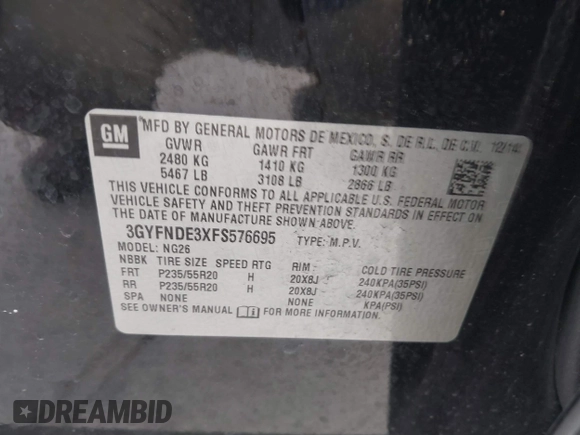 GM
MFD BY GENERAL MOTORS DE MEXICO, S. DE R.L. DE C.V. 12/14
GVWR GAWR FRT GAWR RR
2480 KG 1410 KG 1300 KG
5467 LB 3108 LB 2866 LB
THIS VEHICLE CONFORMS TO ALL APPLICABLE U.S. FEDERAL MOTOR
VEHICLE SAFETY AND THEFT PREVENTION STANDARDS IN EFFECT
ON THE DATE OF MANUFACTURE SHOWN ABOVE.
3GYFNDE3XFS576695 TYPE: M.P.V.
MODEL: NG26
NBBK TIRE SIZE SPEED RTG RIM: COLD TIRE PRESSURE
FRT P235/55R20 H 20X8J 240KPA(35PSI)
RR P235/55R20 H 20X8J 240KPA(35PSI)
SPA NONE NONE KPA(PSI)
SEE OWNER'S MANUAL FOR MORE INFORMATION.
DREAMBID